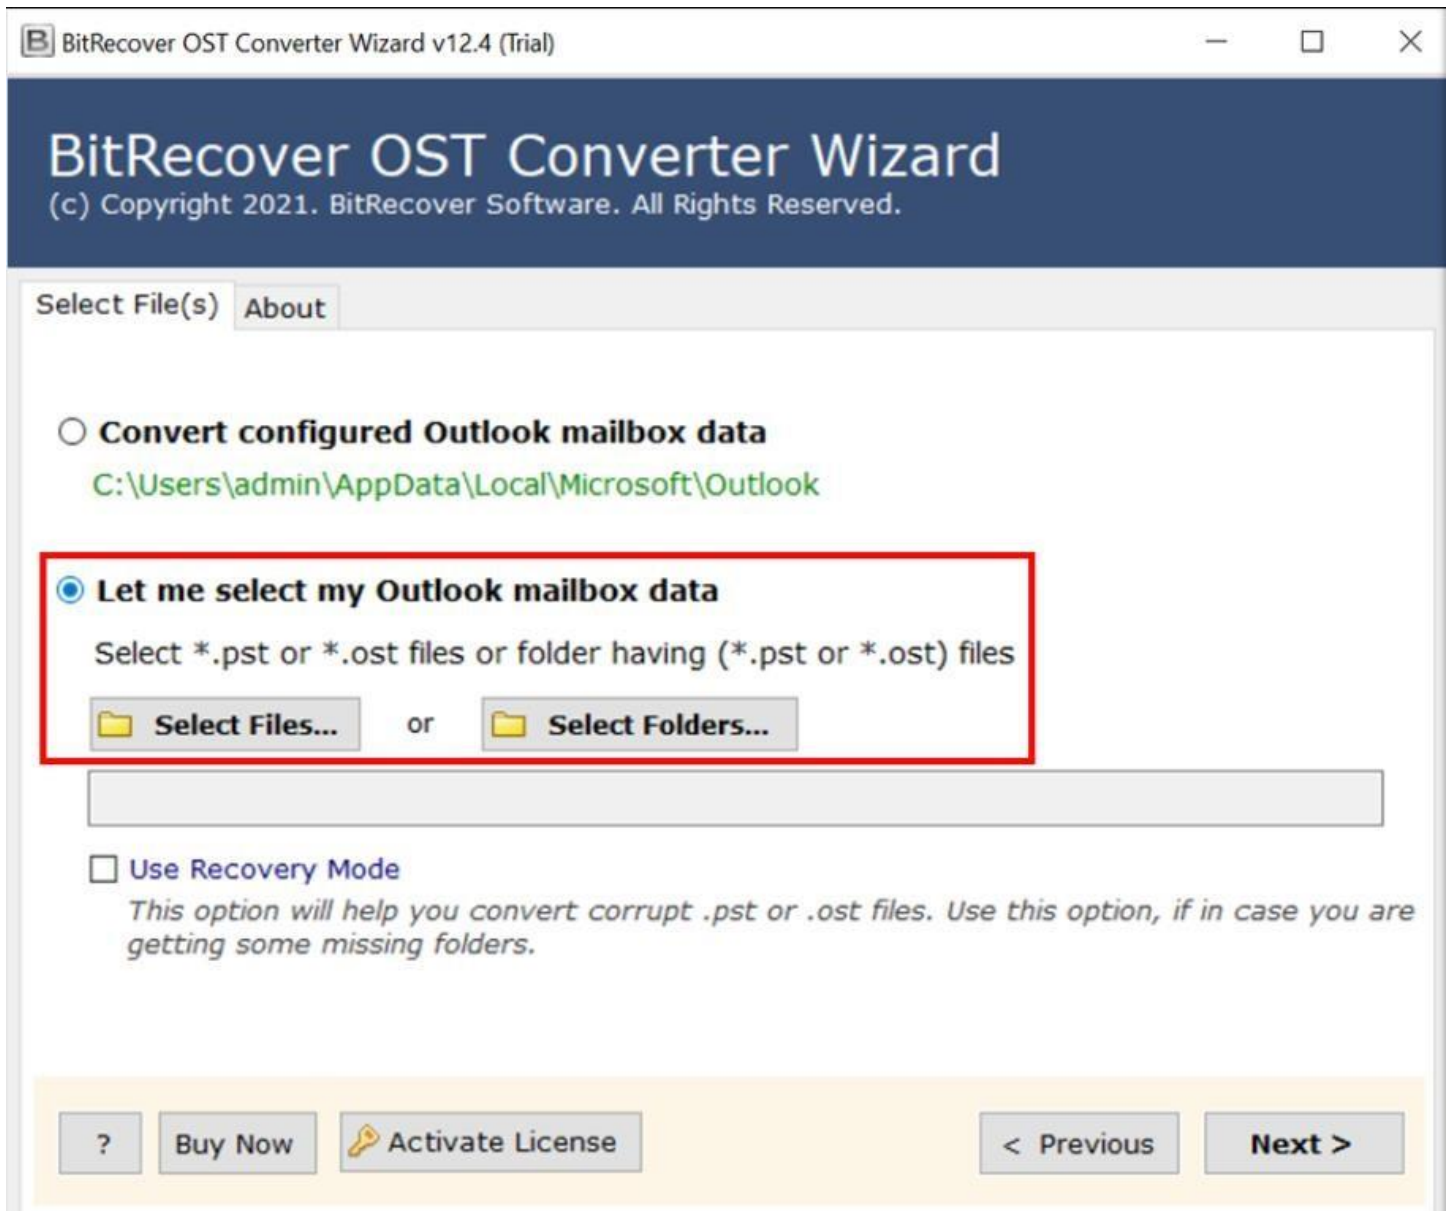 BitRecover OST Converter Wizard v12.4 (Trial)
BitRecover OST Converter Wizard
(c) Copyright 2021. BitRecover Software. All Rights Reserved.
Select File(s) About
Convert configured Outlook mailbox data
C:\Users\admin\AppData\Local\Microsoft\Outlook
Let me select my Outlook mailbox data
Select *.pst or *.ost files or folder having (*.pst or *.ost) files
Select Files... or Select Folders...
Use Recovery Mode
This option will help you convert corrupt .pst or .ost files. Use this option, if in case you are
getting some missing folders.
? Buy Now Activate License < Previous Next >